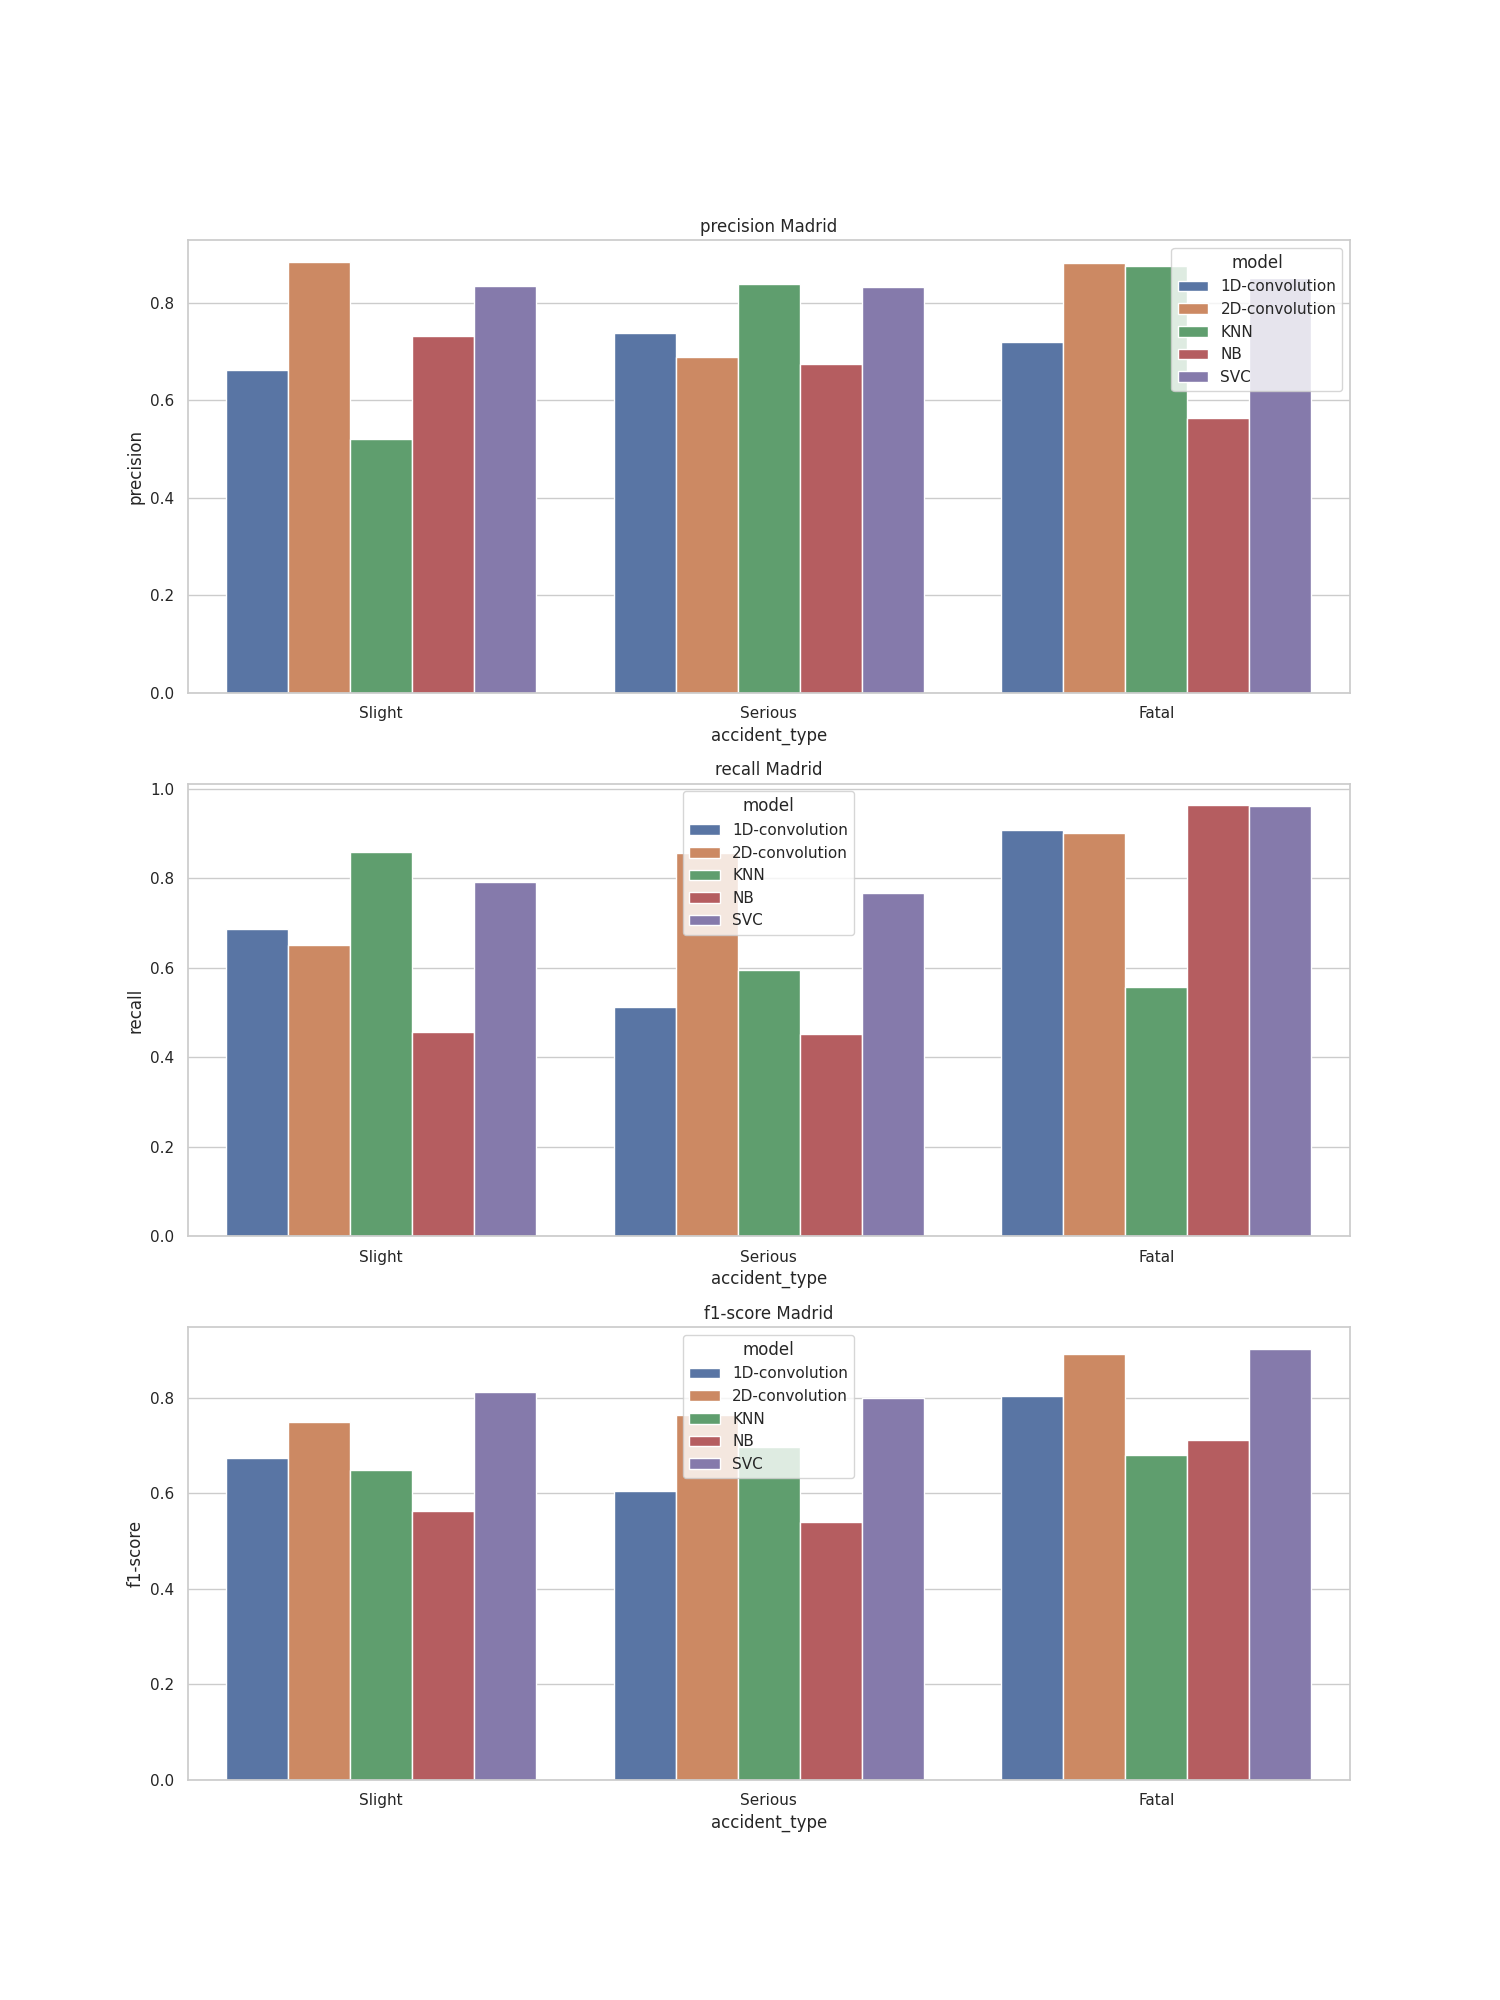 precision Madrid
model
1D-convolution
2D-convolution
KNN
NB
SVC
0.8
0.6
0.4
0.2
0.0
precision
Slight Serious Fatal
accident_type
recall Madrid
model
1D-convolution
2D-convolution
KNN
NB
SVC
1.0
0.8
0.6
0.4
0.2
0.0
recall
Slight Serious Fatal
accident_type
f1-score Madrid
model
1D-convolution
2D-convolution
KNN
NB
SVC
0.8
0.6
0.4
0.2
0.0
f1-score
Slight Serious Fatal
accident_type